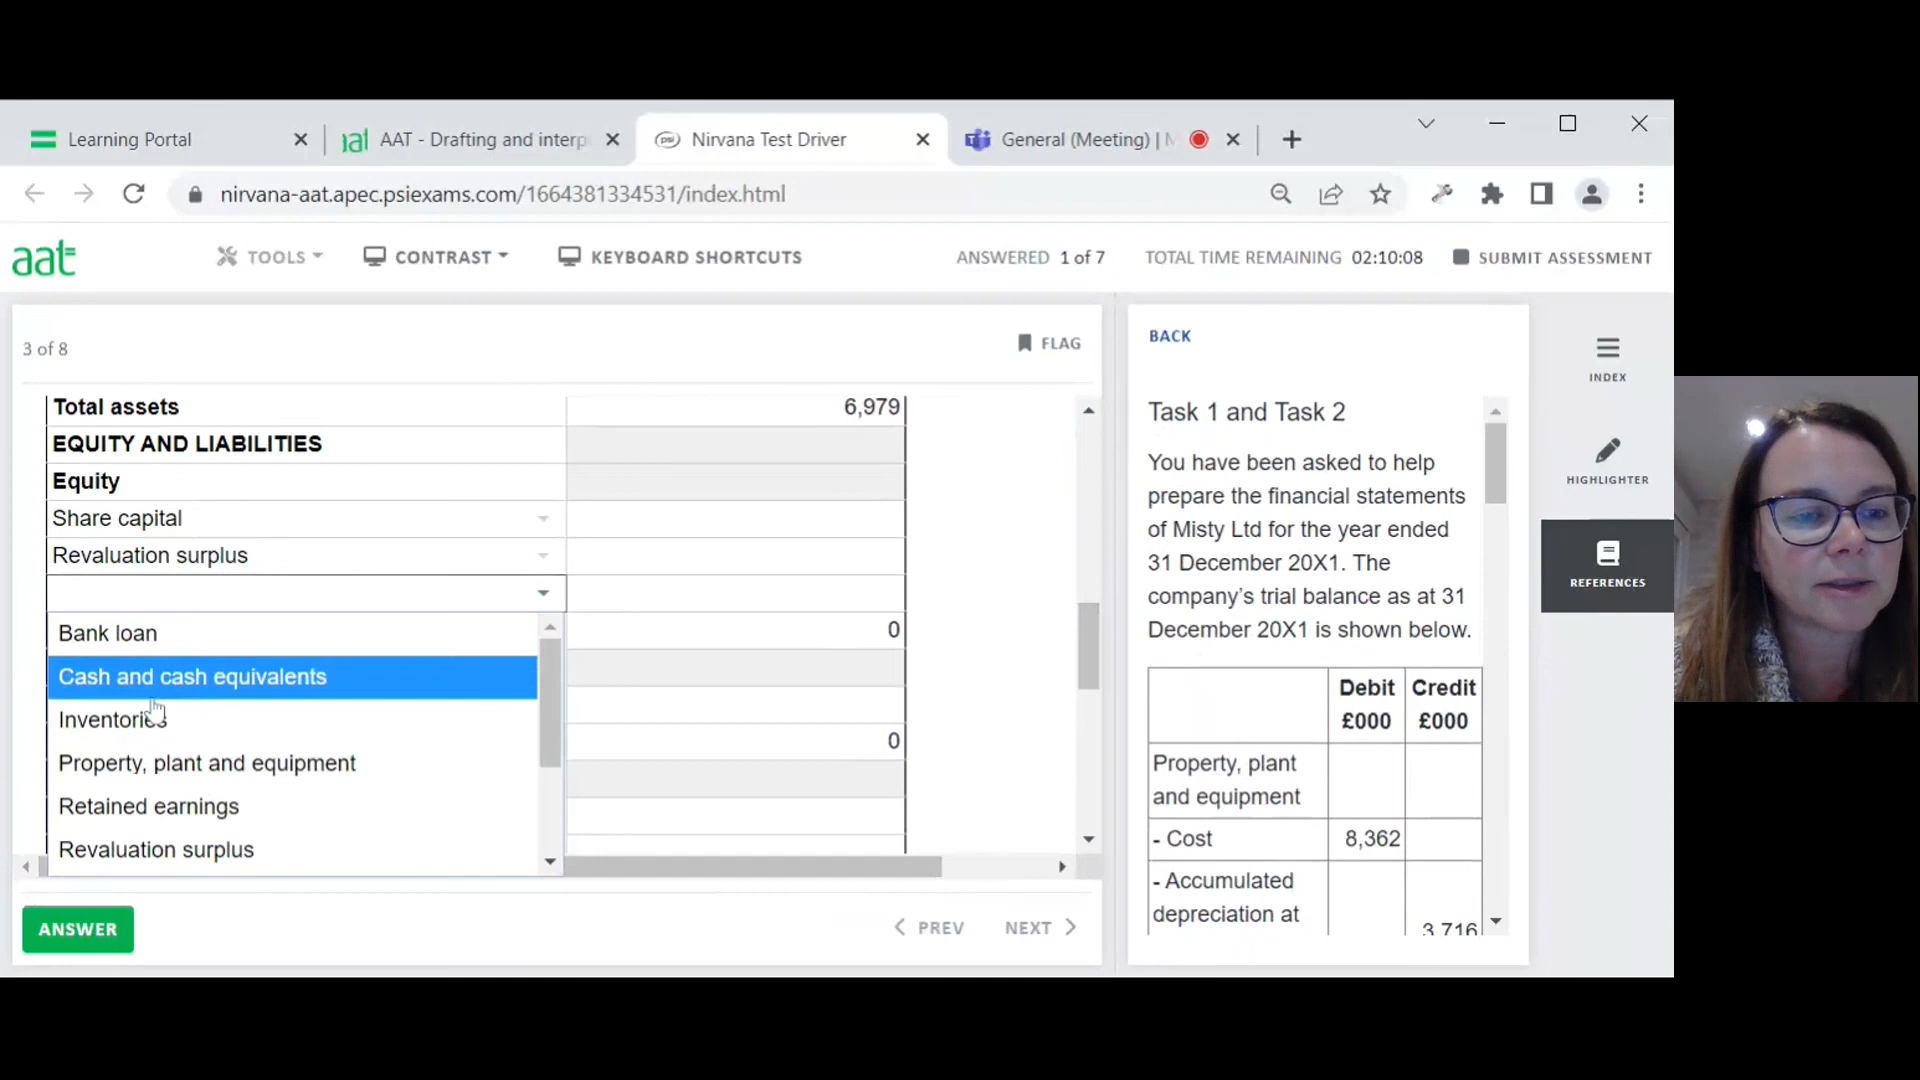 Learning Portal
AAT - Drafting and interp
Nirvana Test Driver
General (Meeting) |
nirvana-aat.apec.psiexams.com/1664381334531/index.html
aat
TOOLS
CONTRAST
KEYBOARD SHORTCUTS
ANSWERED 1 of 7
TOTAL TIME REMAINING 02:10:08
SUBMIT ASSESSMENT
3 of 8
FLAG
Total assets 6,979
EQUITY AND LIABILITIES
Equity
Share capital
Revaluation surplus
Bank loan
0
Cash and cash equivalents
Inventories
0
Property, plant and equipment
Retained earnings
Revaluation surplus
ANSWER
PREV
NEXT
BACK
Task 1 and Task 2
You have been asked to help
prepare the financial statements
of Misty Ltd for the year ended
31 December 20X1. The
company’s trial balance as at 31
December 20X1 is shown below.
Debit Credit
£000 £000
Property, plant
and equipment
- Cost 8,362
- Accumulated
depreciation at
3,716
INDEX
HIGHLIGHTER
REFERENCES